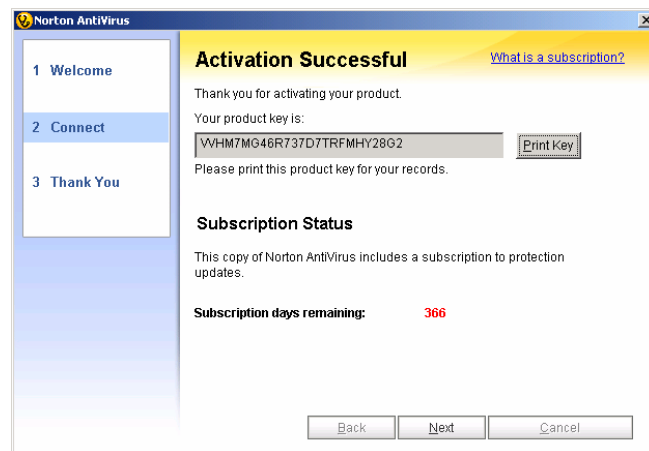 Norton AntiVirus
1 Welcome
2 Connect
3 Thank You
Activation Successful
What is a subscription?
Thank you for activating your product.
Your product key is:
VVHM7MG46R737D7TRFMHY28G2
Print Key
Please print this product key for your records.
Subscription Status
This copy of Norton AntiVirus includes a subscription to protection
updates.
Subscription days remaining: 366
Back Next Cancel